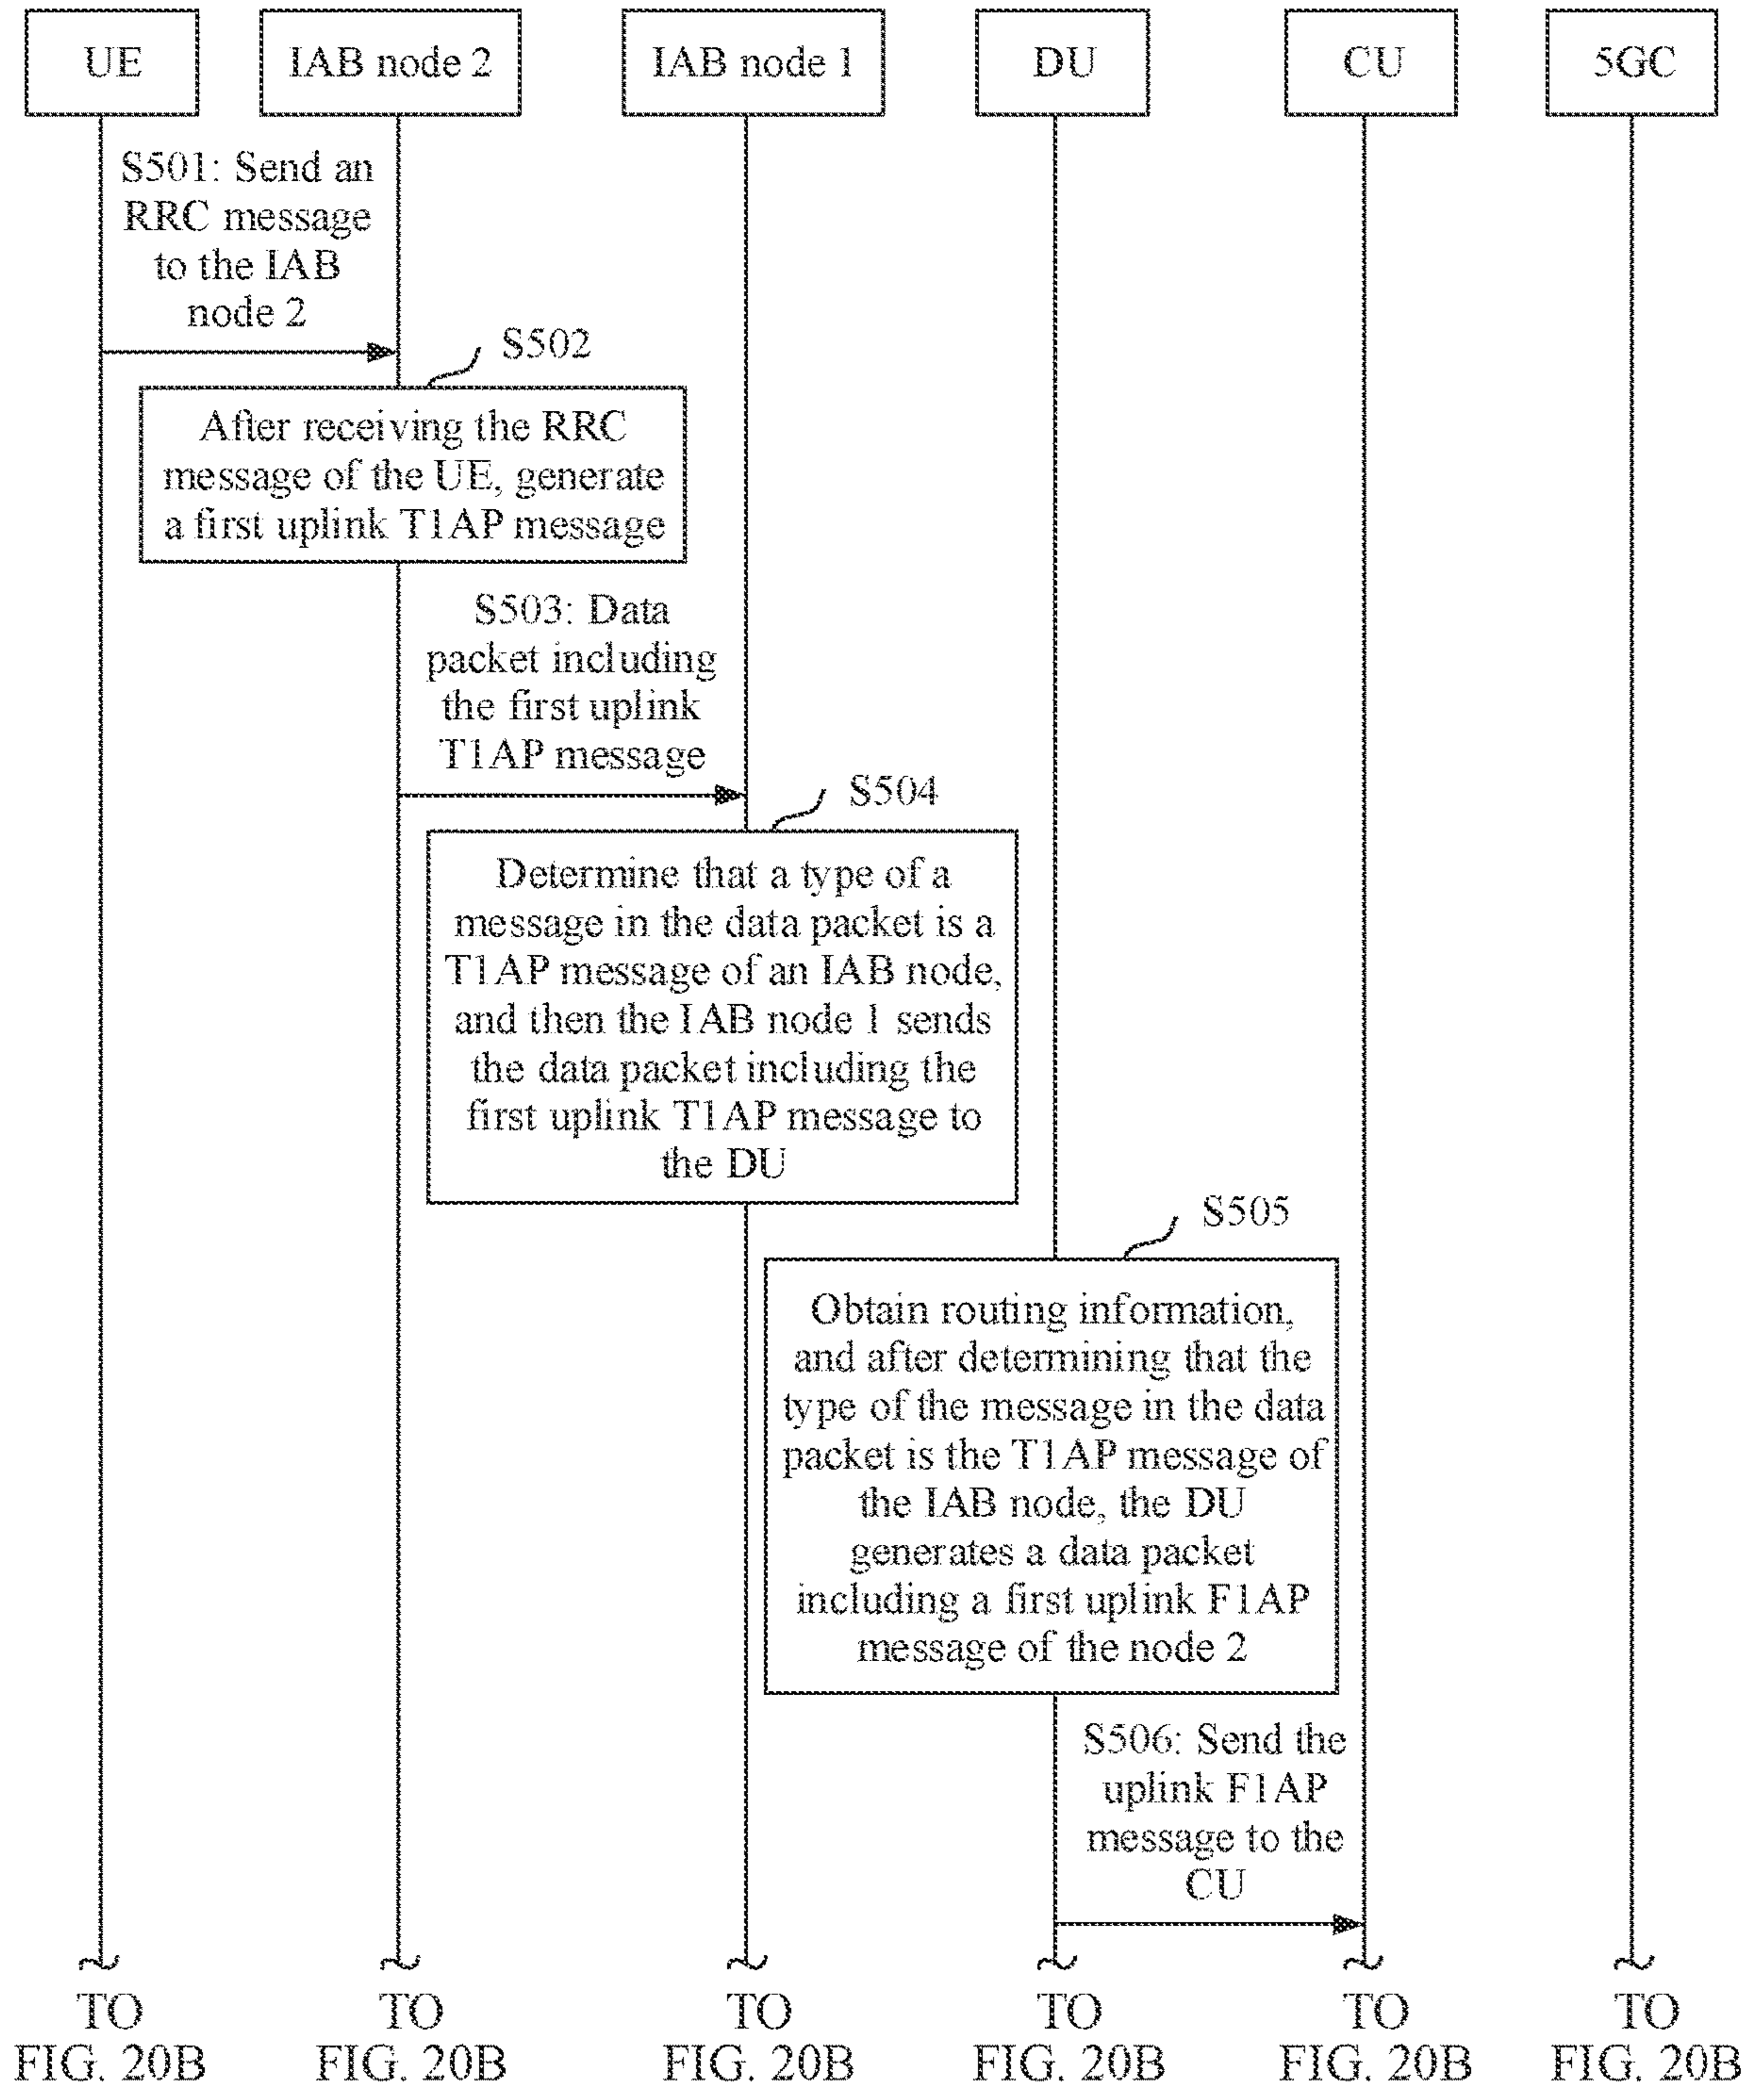 UE
IAB node 2
IAB node 1
DU
CU
5GC
S501: Send an
RRC message
to the IAB
node 2
S502
After receiving the RRC
message of the UE, generate
a first uplink T1AP message
S503: Data
packet including
the first uplink
T1AP message
S504
Determine that a type of a
message in the data packet is a
T1AP message of an IAB node,
and then the IAB node 1 sends
the data packet including the
first uplink T1AP message to
the DU
S505
Obtain routing information,
and after determining that the
type of the message in the data
packet is the T1AP message of
the IAB node, the DU
generates a data packet
including a first uplink F1AP
message of the node 2
S506: Send the
uplink F1AP
message to the
CU
TO
FIG. 20B
TO
FIG. 20B
TO
FIG. 20B
TO
FIG. 20B
TO
FIG. 20B
TO
FIG. 20B